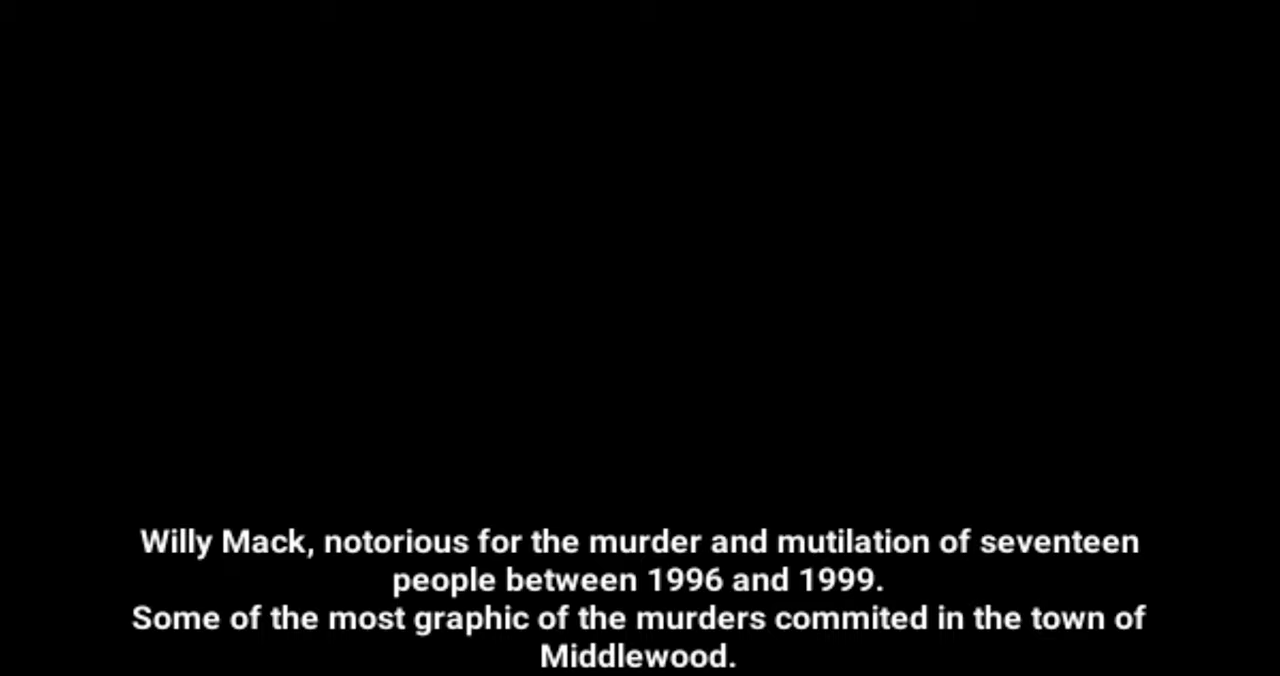 Willy Mack, notorious for the murder and mutilation of seventeen
people between 1996 and 1999.
Some of the most graphic of the murders commited in the town of
Middlewood.